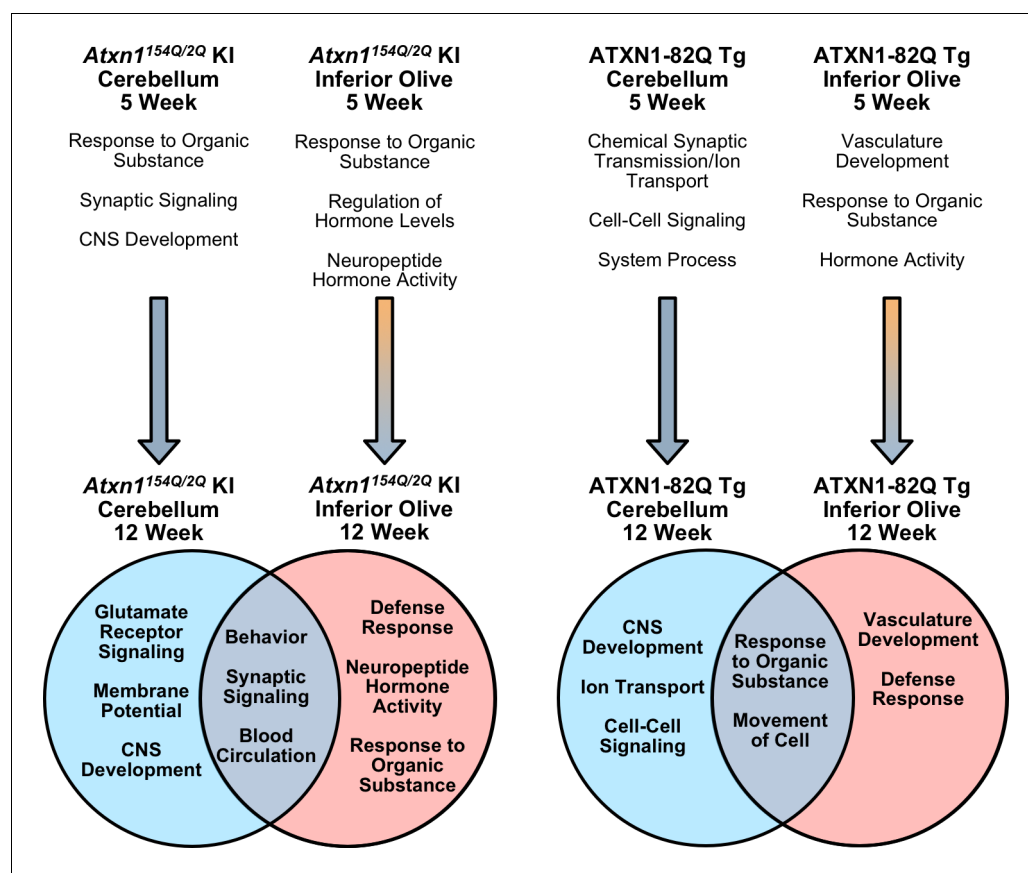 Atxn1154Q/2Q KI
Cerebellum
5 Week
Response to Organic
Substance
Synaptic Signaling
CNS Development
Atxn1154Q/2Q KI
Inferior Olive
5 Week
Response to Organic
Substance
Regulation of
Hormone Levels
Neuropeptide
Hormone Activity
ATXN1-82Q Tg
Cerebellum
5 Week
Chemical Synaptic
Transmission/Ion
Transport
Cell-Cell Signaling
System Process
ATXN1-82Q Tg
Inferior Olive
5 Week
Vasculature
Development
Response to Organic
Substance
Hormone Activity
Atxn1154Q/2Q KI
Cerebellum
12 Week
Atxn1154Q/2Q KI
Inferior Olive
12 Week
Glutamate
Receptor
Signaling
Membrane
Potential
CNS
Development
Behavior
Synaptic
Signaling
Blood
Circulation
Defense
Response
Neuropeptide
Hormone
Activity
Response to
Organic
Substance
ATXN1-82Q Tg
Cerebellum
12 Week
ATXN1-82Q Tg
Inferior Olive
12 Week
CNS
Development
Ion Transport
Cell-Cell
Signaling
Response
to Organic
Substance
Movement
of Cell
Vasculature
Development
Defense
Response